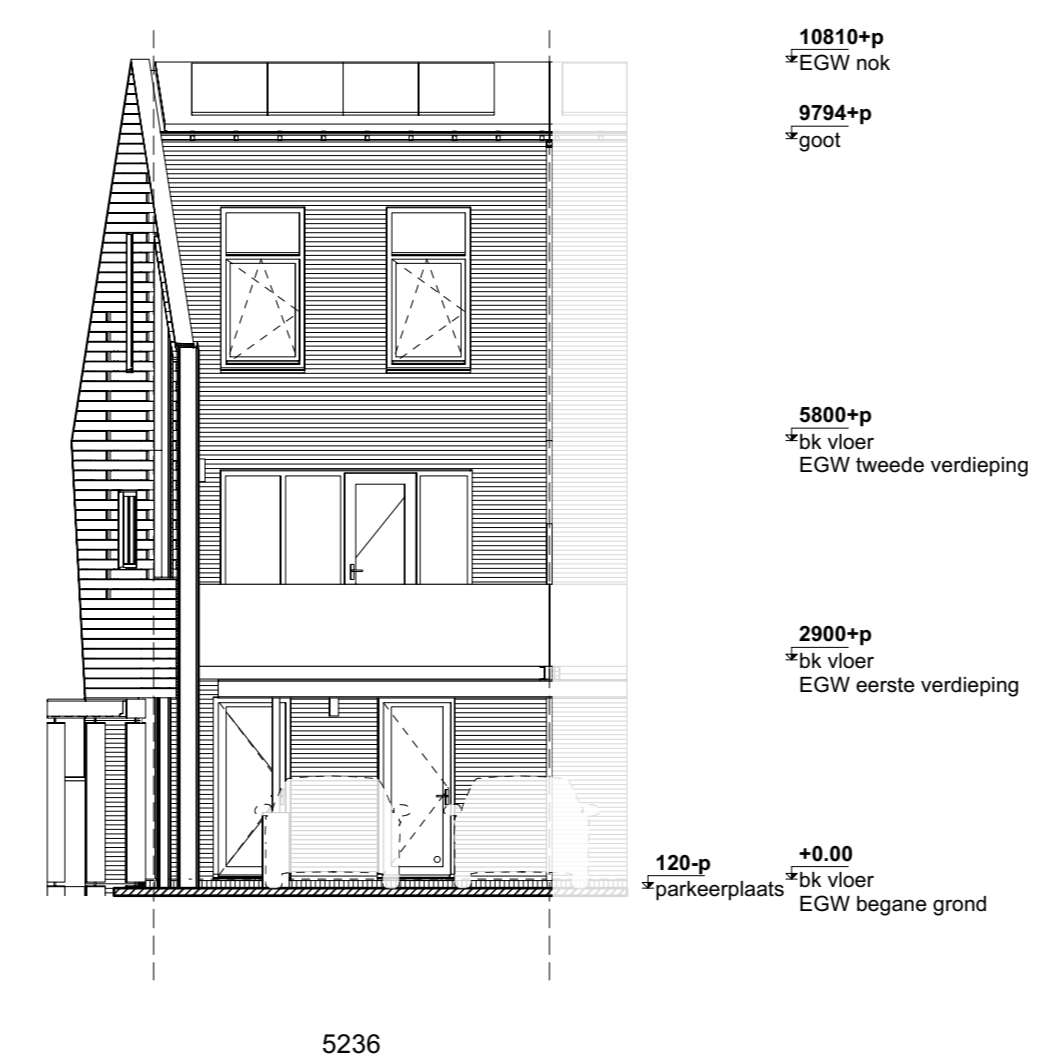 10810+p
EGW nok
9794+p
goot
5800+p
bk vloer
EGW tweede verdieping
2900+p
bk vloer
EGW eerste verdieping
120-p
parkeerplaats
+0.00
bk vloer
EGW begane grond
5236